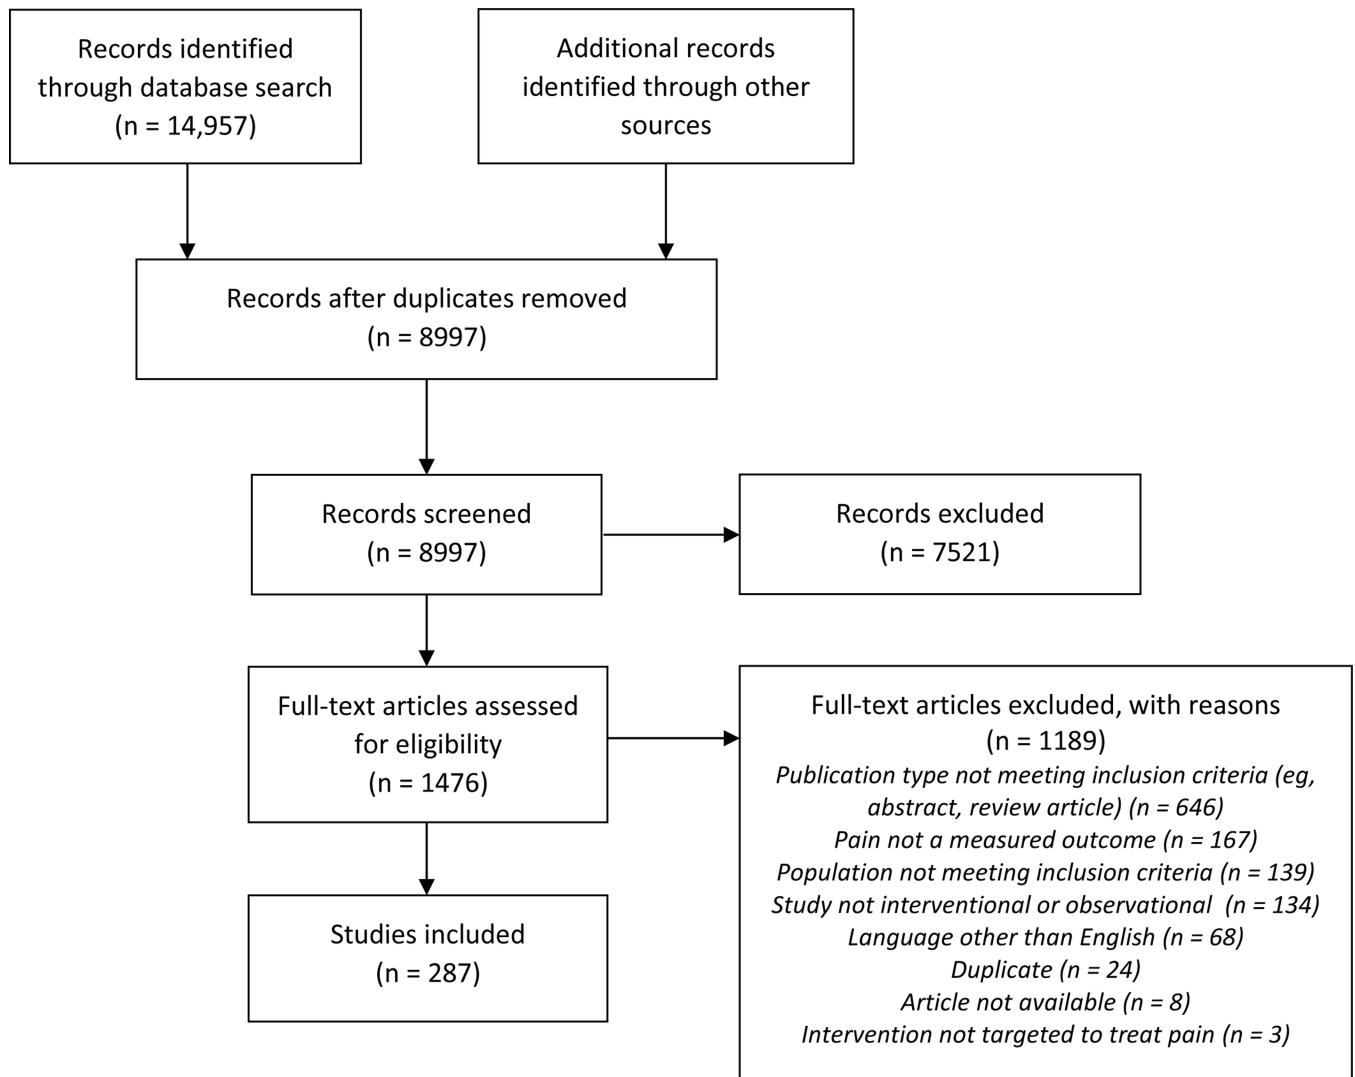 Records identified
through database search
(n = 14,957)
Additional records
identified through other
sources
Records after duplicates removed
(n = 8997)
Records screened
(n = 8997)
Records excluded
(n = 7521)
Full-text articles assessed
for eligibility
(n = 1476)
Full-text articles excluded, with reasons
(n = 1189)
Publication type not meeting inclusion criteria (eg,
abstract, review article) (n = 646)
Pain not a measured outcome (n = 167)
Population not meeting inclusion criteria (n = 139)
Study not interventional or observational (n = 134)
Language other than English (n = 68)
Duplicate (n = 24)
Article not available (n = 8)
Intervention not targeted to treat pain (n = 3)
Studies included
(n = 287)